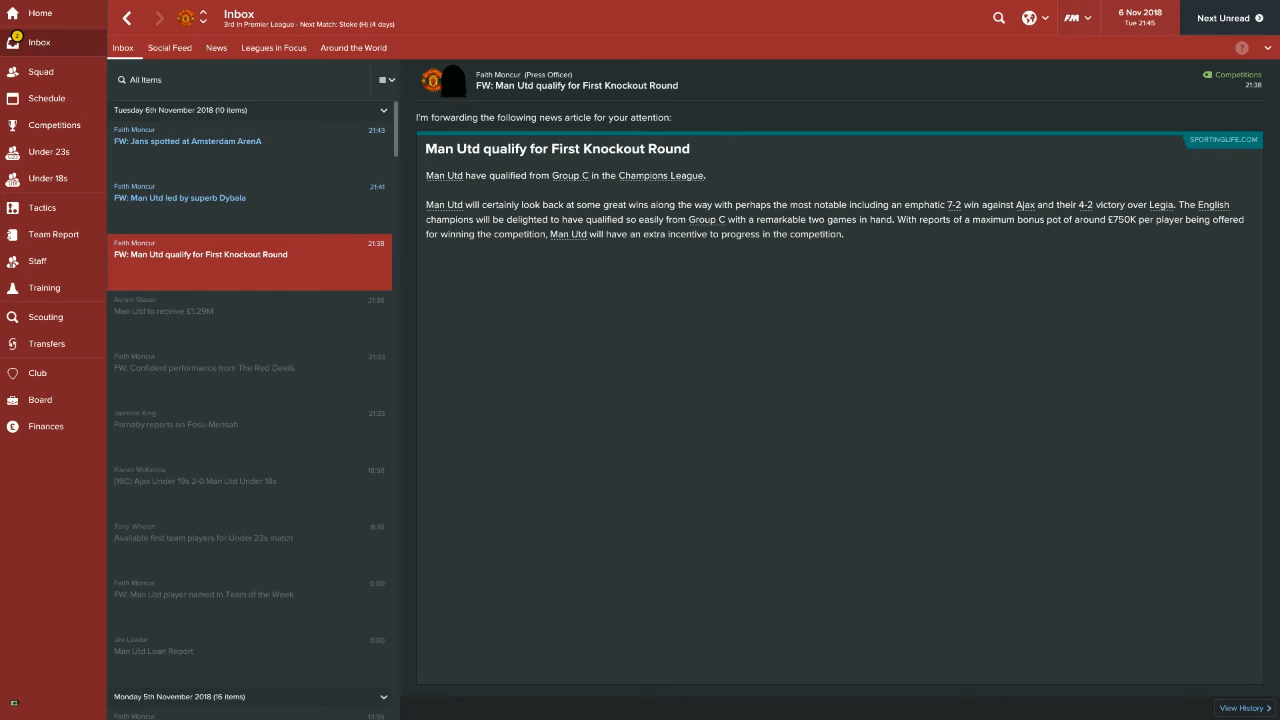 Home
2
Inbox
Squad
Schedule
Competitions
Under 23s
Under 18s
Tactics
Team Report
Staff
Training
Scouting
Transfers
Club
Board
Finances
Inbox
3rd in Premier League - Next Match: Stoke (H) (4 days)
FM
6 Nov 2018
Tue 21:45
Next Unread
Inbox
Social Feed
News
Leagues in Focus
Around the World
?
All Items
Tuesday 6th November 2018 (10 items)
Faith Moncur 21:43
FW: Jans spotted at Amsterdam ArenA
Faith Moncur 21:41
FW: Man Utd led by superb Dybala
Faith Moncur 21:38
FW: Man Utd qualify for First Knockout Round
Avram Glazer 21:36
Man Utd to receive £1.29M
Faith Moncur 21:33
FW: Confident performance from The Red Devils
Jasmine King 21:33
Parnaby reports on Fosu-Mensah
Kieran McKenna 19:58
(19C) Ajax Under 19s 2-0 Man Utd Under 18s
Tony Whelan 8:36
Available first team players for Under 23s match
Faith Moncur 0:00
FW: Man Utd player named in Team of the Week
Jim Lawlor 0:00
Man Utd Loan Report
Monday 5th November 2018 (16 items)
Faith Moncur 13:56
Faith Moncur (Press Officer)
FW: Man Utd qualify for First Knockout Round
Competitions
21:38
I'm forwarding the following news article for your attention:
SPORTINGLIFE.COM
Man Utd qualify for First Knockout Round
Man Utd have qualified from Group C in the Champions League.
Man Utd will certainly look back at some great wins along the way with perhaps the most notable including an emphatic 7-2 win against Ajax and their 4-2 victory over Legia. The English
champions will be delighted to have qualified so easily from Group C with a remarkable two games in hand. With reports of a maximum bonus pot of around £750K per player being offered
for winning the competition, Man Utd will have an extra incentive to progress in the competition.
View History